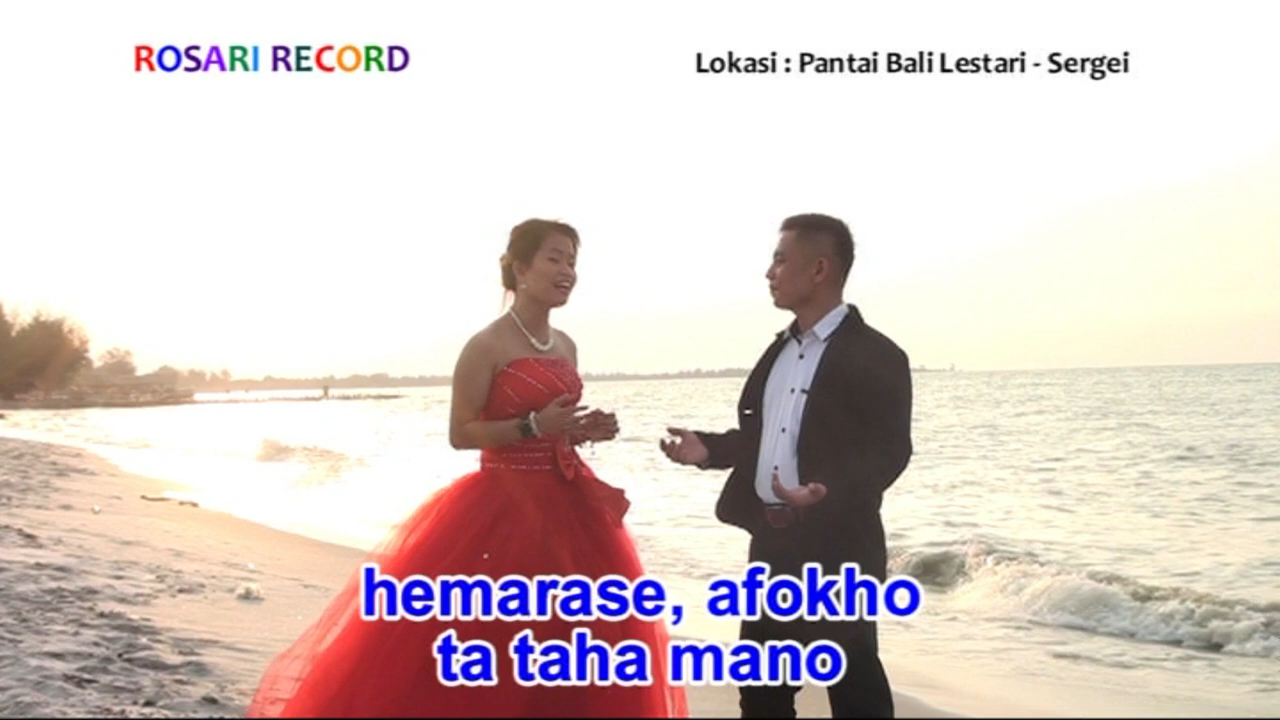 ROSARI RECORD
Lokasi : Pantai Bali Lestari - Sergei
hemarase, afokho
ta taha mano